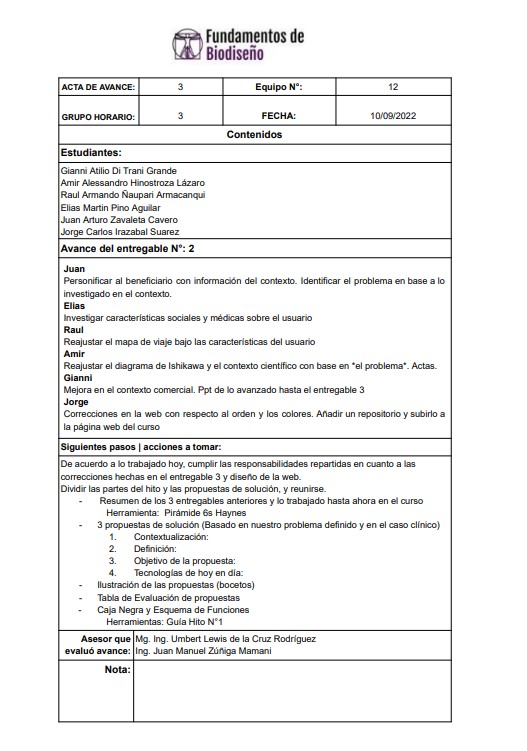 Fundamentos de
Biodiseño
ACTA DE AVANCE: 3 Equipo N°: 12
GRUPO HORARIO: 3 FECHA: 10/09/2022
Contenidos
Estudiantes:
Gianni Atilio Di Trani Grande
Amir Alessandro Hinostroza Lázaro
Raul Armando Ñaupari Armacanqui
Elias Martin Pino Aguilar
Juan Arturo Zavaleta Cavero
Jorge Carlos Irazabal Suarez
Avance del entregable N°: 2
Juan
Personificar al beneficiario con información del contexto. Identificar el problema en base a lo
investigado en el contexto.
Elias
Investigar características sociales y médicas sobre el usuario
Raul
Reajustar el mapa de viaje bajo las características del usuario
Amir
Reajustar el diagrama de Ishikawa y el contexto científico con base en *el problema*. Actas.
Gianni
Mejora en el contexto comercial. Ppt de lo avanzado hasta el entregable 3
Jorge
Correcciones en la web con respecto al orden y los colores. Añadir un repositorio y subirlo a
la página web del curso
Siguientes pasos | acciones a tomar:
De acuerdo a lo trabajado hoy, cumplir las responsabilidades repartidas en cuanto a las
correcciones hechas en el entregable 3 y diseño de la web.
Dividir las partes del hito y las propuestas de solución, y reunirse.
- Resumen de los 3 entregables anteriores y lo trabajado hasta ahora en el curso
Herramienta: Pirámide 6s Haynes
- 3 propuestas de solución (Basado en nuestro problema definido y en el caso clínico)
1. Contextualización:
2. Definición:
3. Objetivo de la propuesta:
4. Tecnologías de hoy en día:
- Ilustración de las propuestas (bocetos)
- Tabla de Evaluación de propuestas
- Caja Negra y Esquema de Funciones
Herramientas: Guía Hito N°1
Asesor que Mg. Ing. Umbert Lewis de la Cruz Rodríguez
evaluó avance: Ing. Juan Manuel Zúñiga Mamani
Nota: